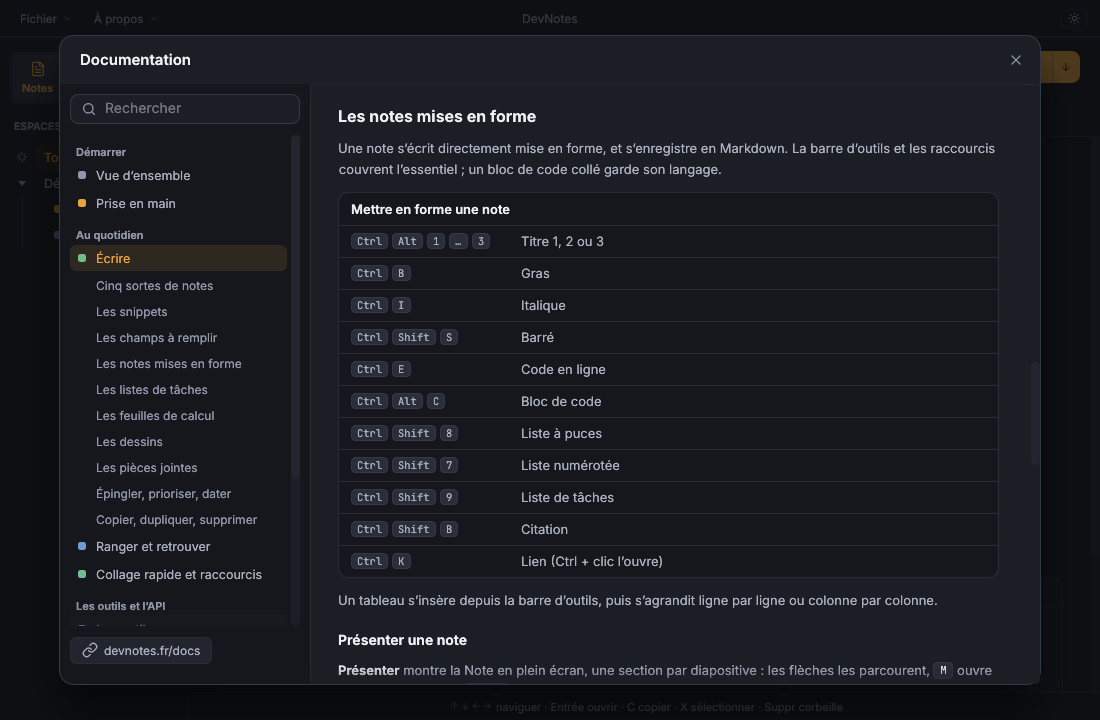 Fichier
À propos
DevNotes
Documentation
Notes
ESPACES
To
Dé
Rechercher
Démarrer
Vue d’ensemble
Prise en main
Au quotidien
Écrire
Cinq sortes de notes
Les snippets
Les champs à remplir
Les notes mises en forme
Les listes de tâches
Les feuilles de calcul
Les dessins
Les pièces jointes
Épingler, prioriser, dater
Copier, dupliquer, supprimer
Ranger et retrouver
Collage rapide et raccourcis
Les outils et l’API
devnotes.fr/docs
Les notes mises en forme
Une note s’écrit directement mise en forme, et s’enregistre en Markdown. La barre d’outils et les raccourcis
couvrent l’essentiel ; un bloc de code collé garde son langage.
Mettre en forme une note
Ctrl Alt 1 … 3 Titre 1, 2 ou 3
Ctrl B Gras
Ctrl I Italique
Ctrl Shift S Barré
Ctrl E Code en ligne
Ctrl Alt C Bloc de code
Ctrl Shift 8 Liste à puces
Ctrl Shift 7 Liste numérotée
Ctrl Shift 9 Liste de tâches
Ctrl Shift B Citation
Ctrl K Lien (Ctrl + clic l’ouvre)
Un tableau s’insère depuis la barre d’outils, puis s’agrandit ligne par ligne ou colonne par colonne.
Présenter une note
Présenter montre la Note en plein écran, une section par diapositive : les flèches les parcourent, M ouvre
↑↓←→ naviguer · Entrée ouvrir · C copier · X sélectionner · Suppr corbeille